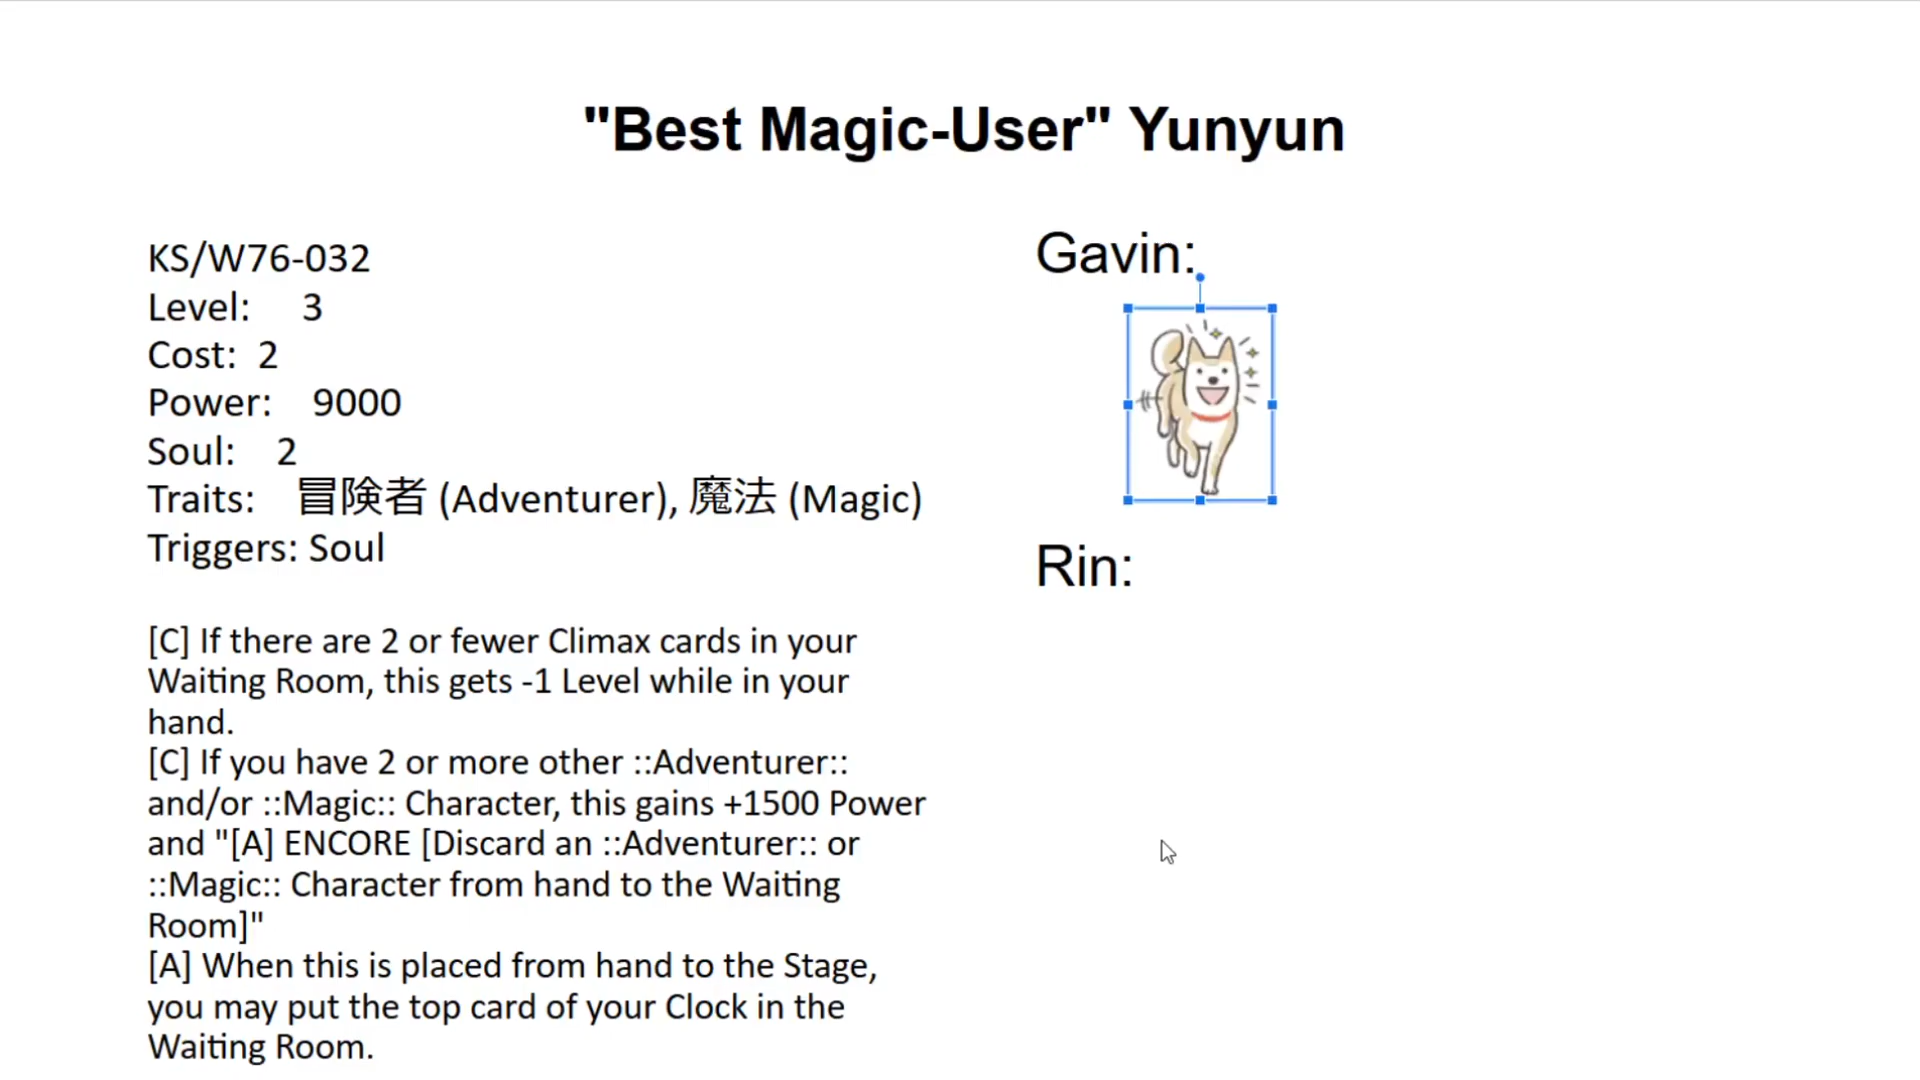 "Best Magic-User" Yunyun
KS/W76-032
Level: 3
Cost: 2
Power: 9000
Soul: 2
Traits: 冒険者 (Adventurer), 魔法 (Magic)
Triggers: Soul
[C] If there are 2 or fewer Climax cards in your
Waiting Room, this gets -1 Level while in your
hand.
[C] If you have 2 or more other ::Adventurer::
and/or ::Magic:: Character, this gains +1500 Power
and "[A] ENCORE [Discard an ::Adventurer:: or
::Magic:: Character from hand to the Waiting
Room]"
[A] When this is placed from hand to the Stage,
you may put the top card of your Clock in the
Waiting Room.
Gavin:
Rin: